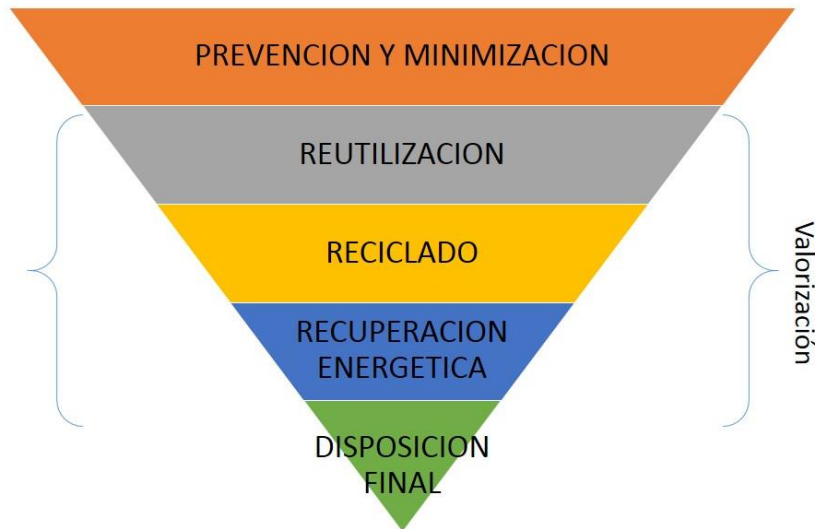 PREVENCION Y MINIMIZACION
REUTILIZACION
RECICLADO
RECUPERACION
ENERGETICA
DISPOSICION
FINAL
Valorización